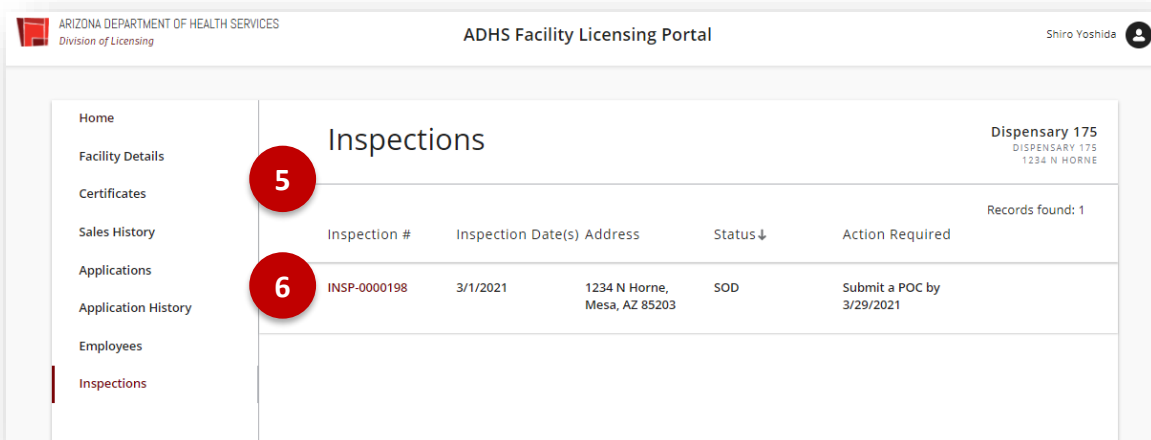 ARIZONA DEPARTMENT OF HEALTH SERVICES
Division of Licensing
ADHS Facility Licensing Portal
Shiro Yoshida
Home
Facility Details
Certificates
Sales History
Applications
Application History
Employees
Inspections
Inspections
Dispensary 175
DISPENSARY 175
1234 N HORNE
5
Records found: 1
Inspection # Inspection Date(s) Address Status↓ Action Required
6
INSP-0000198 3/1/2021 1234 N Horne, SOD Submit a POC by
Mesa, AZ 85203 3/29/2021